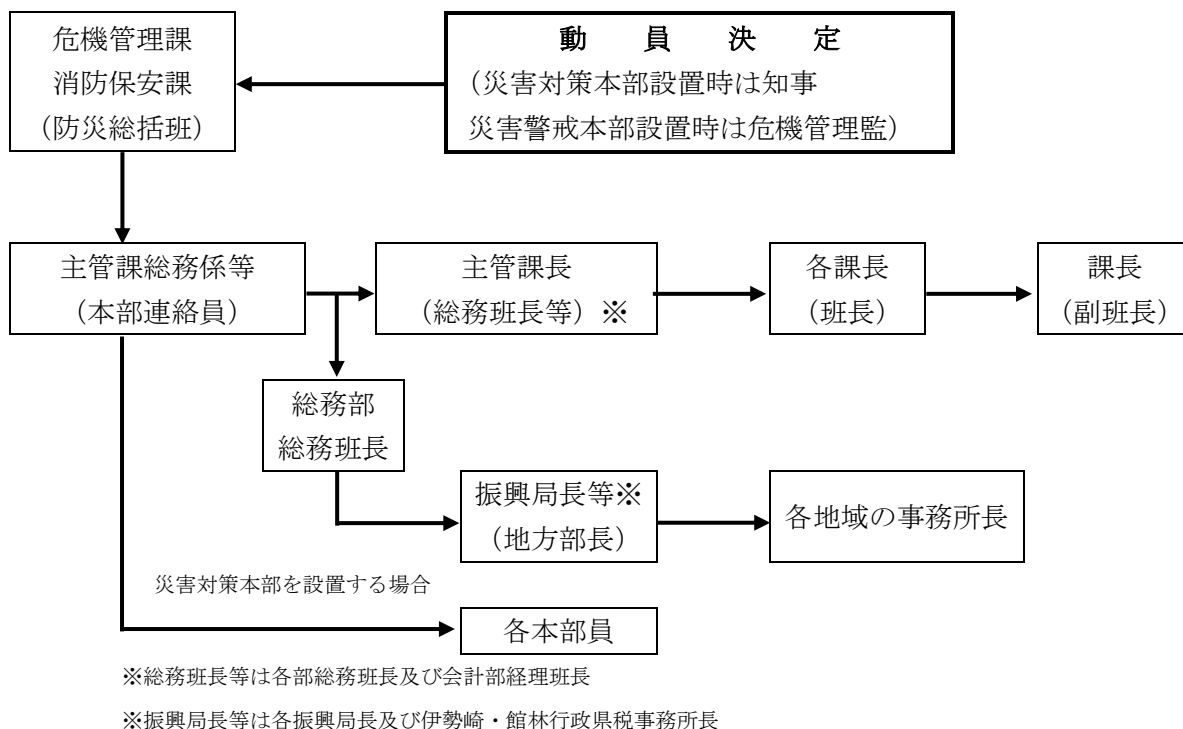 危機管理課
消防保安課
(防災総括班)
動　員　決　定
(災害対策本部設置時は知事
災害警戒本部設置時は危機管理監)
主管課総務係等
(本部連絡員)
主管課長
(総務班長等)※
各課長
(班長)
課長
(副班長)
総務部
総務班長
振興局長等※
(地方部長)
各地域の事務所長
災害対策本部を設置する場合
各本部員
※総務班長等は各部総務班長及び会計部経理班長
※振興局長等は各振興局長及び伊勢崎・館林行政県税事務所長